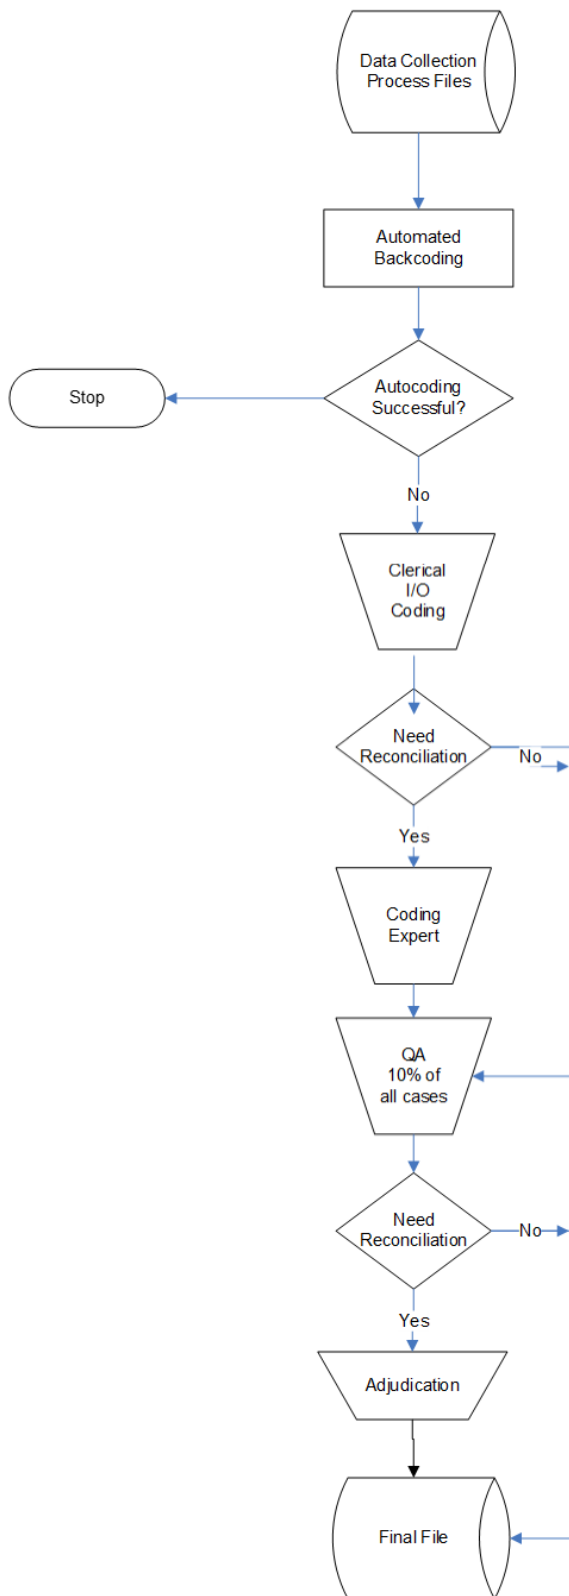 Data Collection
Process Files
Automated
Backcoding
Autocoding
Successful?
Stop
No
Clerical
I/O
Coding
Need
Reconciliation
No
Yes
Coding
Expert
QA
10% of
all cases
Need
Reconciliation
No
Yes
Adjudication
Final File